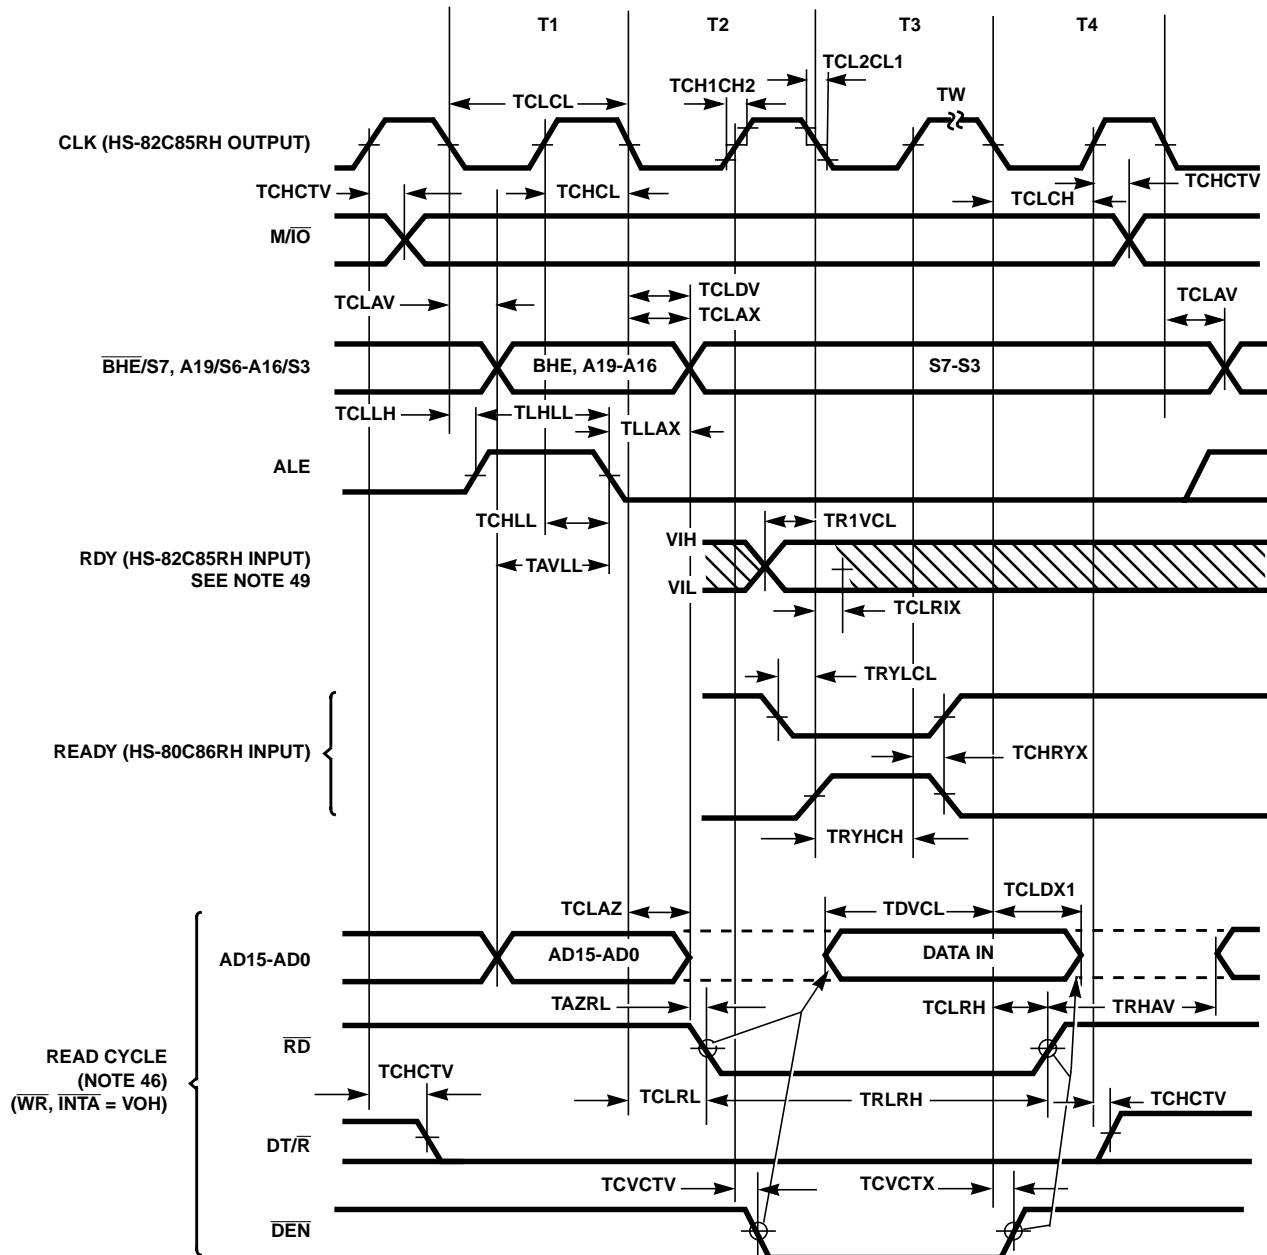 T1 T2 T3 T4
TCL2CL1
TCH1CH2
TCLCL
TW
CLK (HS-82C85RH OUTPUT)
TCHCTV
TCHCL
TCLCH
TCHCTV
M/IO
TCLDV
TCLAV
TCLAX
TCLAV
BHE/S7, A19/S6-A16/S3
BHE, A19-A16
S7-S3
TCLLH
TLHLL
TLLAX
ALE
TCHLL
TR1VCL
VIH
RDY (HS-82C85RH INPUT)
SEE NOTE 49
TAVLL
VIL
TCLRIX
TRYLCL
READY (HS-80C86RH INPUT)
TCHRYX
TRYHCH
TCLAZ
TDVCL
TCLDX1
AD15-AD0
AD15-AD0
DATA IN
TAZRL
TCLRH
TRHAV
RD
READ CYCLE
(NOTE 46)
(WR, INTA = VOH)
TCHCTV
TCLRL
TRLRH
TCHCTV
DT/R
TCVCTV
TCVCTX
DEN